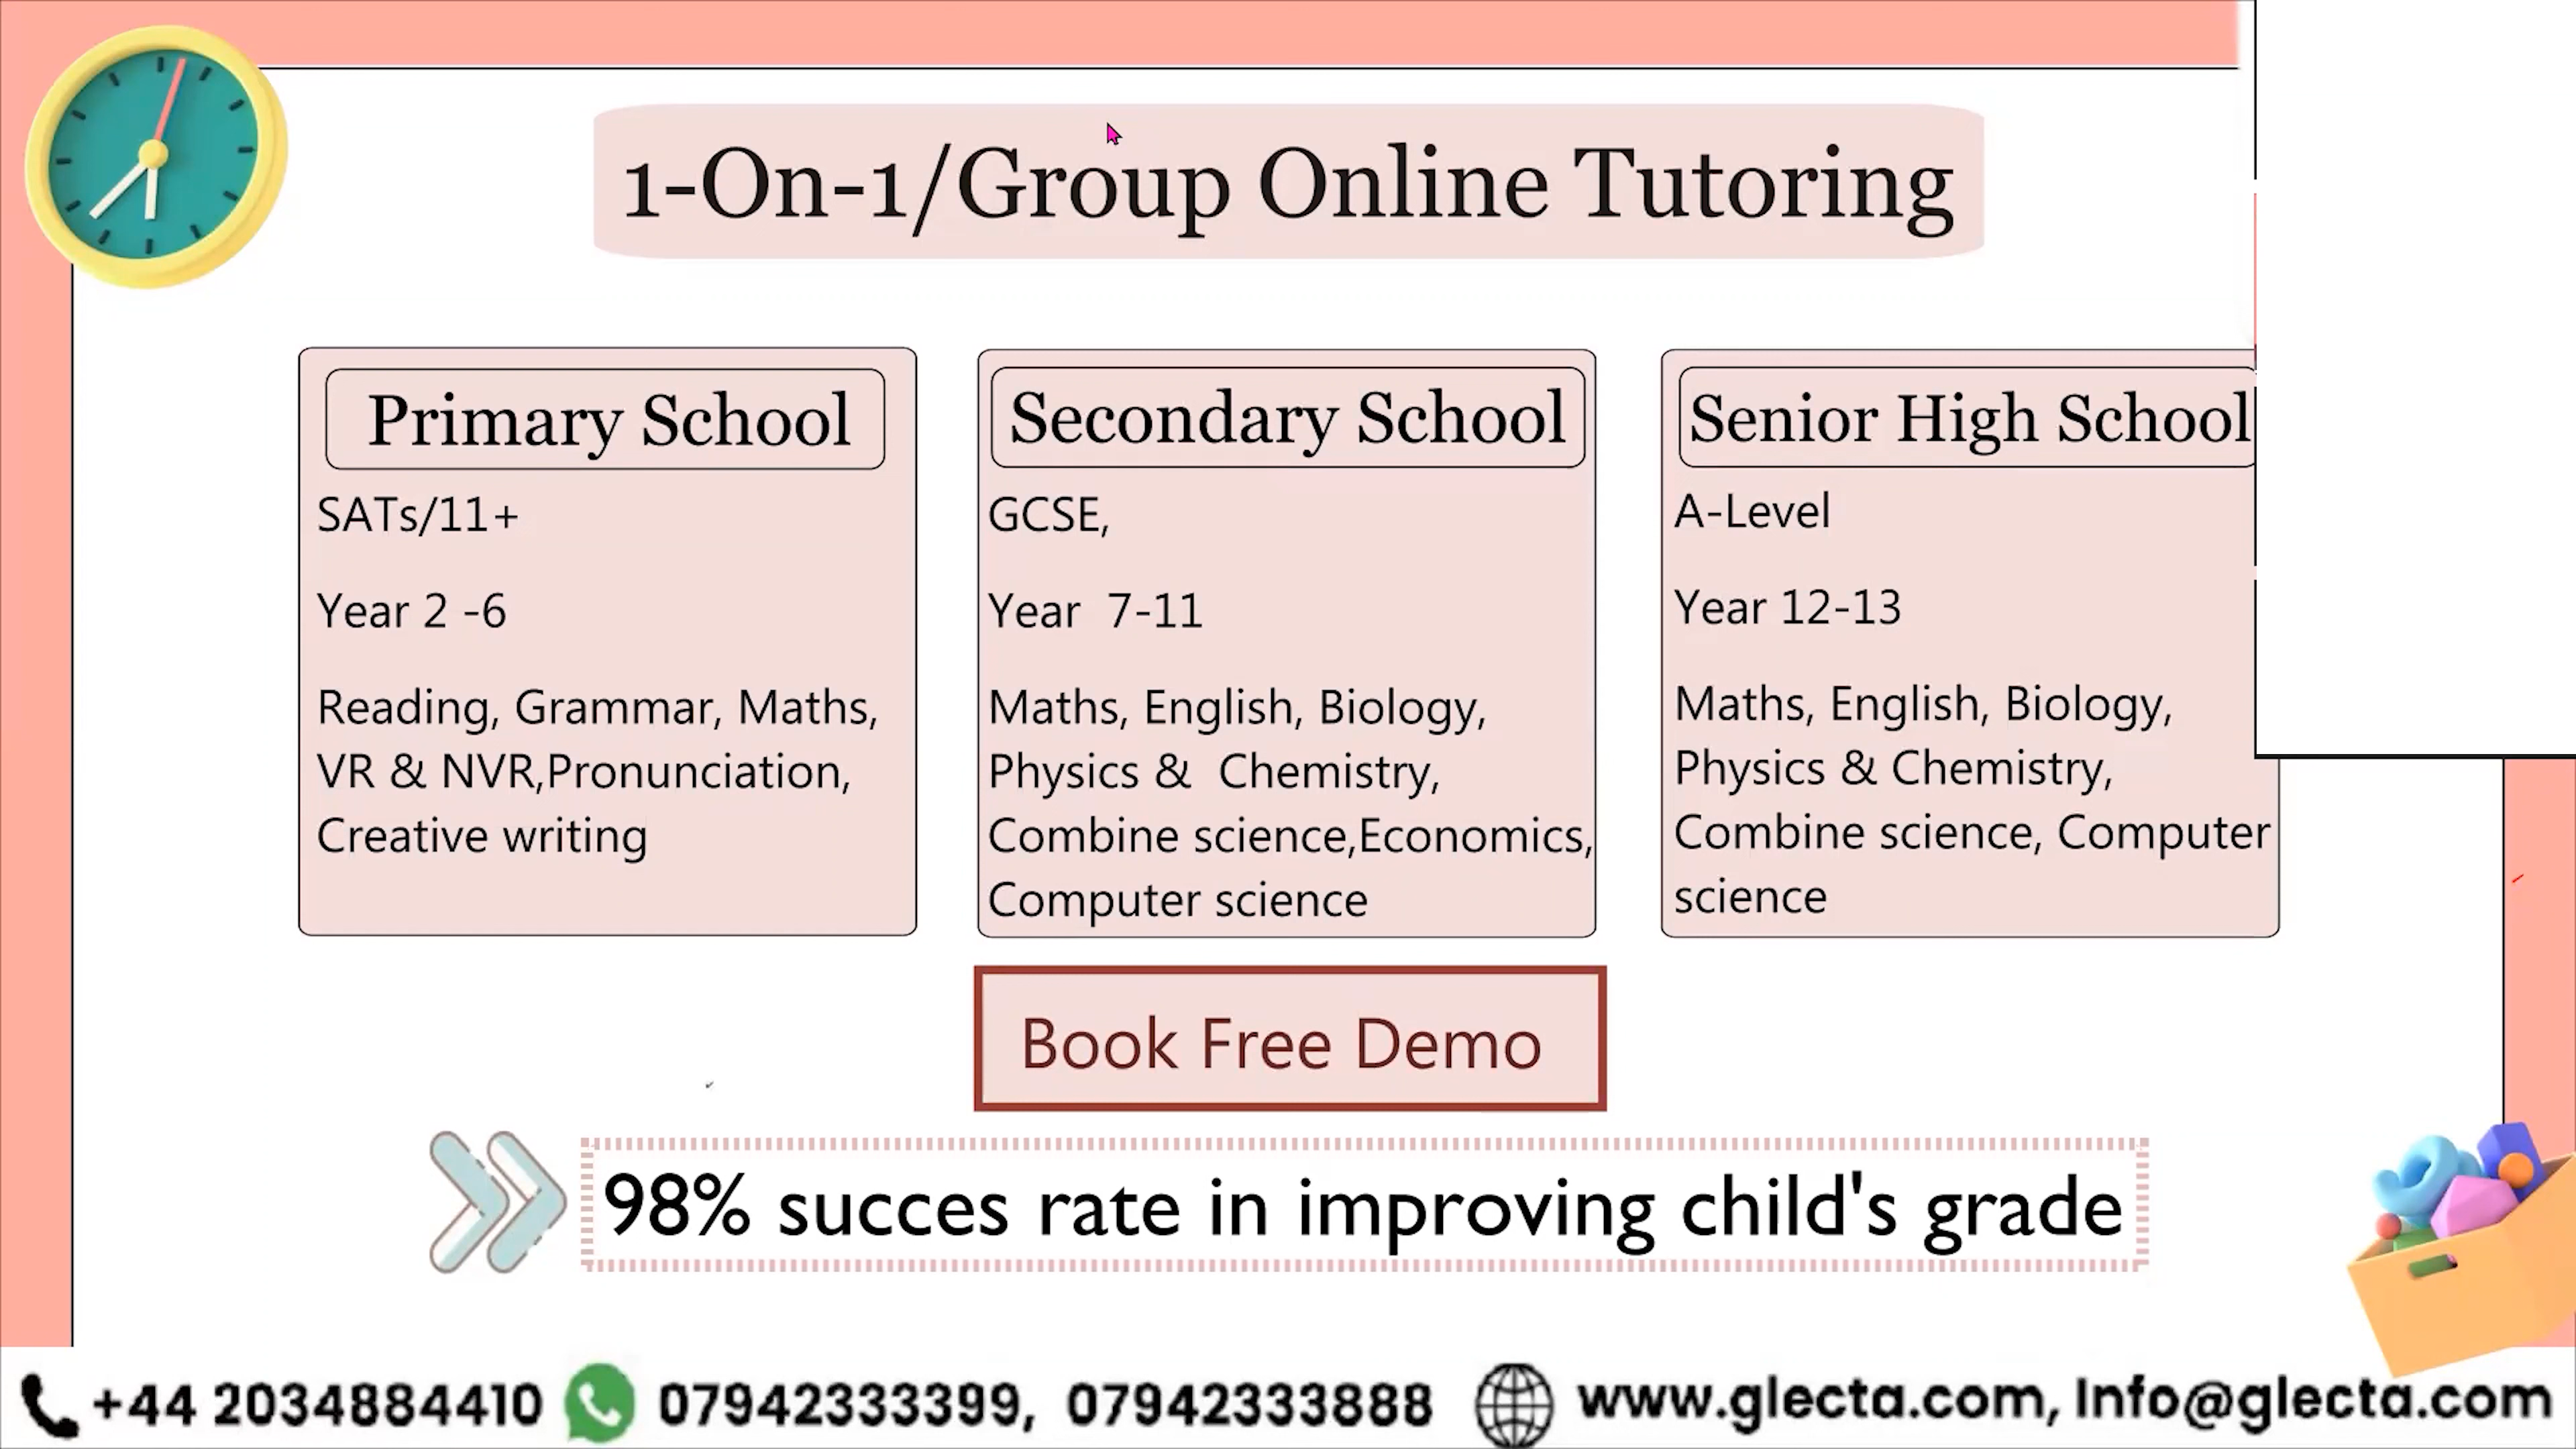 1-On-1/Group Online Tutoring
Primary School
SATs/11+
Year 2 -6
Reading, Grammar, Maths,
VR & NVR,Pronunciation,
Creative writing
Secondary School
GCSE,
Year  7-11
Maths, English, Biology,
Physics &  Chemistry,
Combine science,Economics,
Computer science
Senior High School
A-Level
Year 12-13
Maths, English, Biology,
Physics & Chemistry,
Combine science, Computer
science
Book Free Demo
98% succes rate in improving child's grade
+44 2034884410 07942333399, 07942333888 www.glecta.com, Info@glecta.com